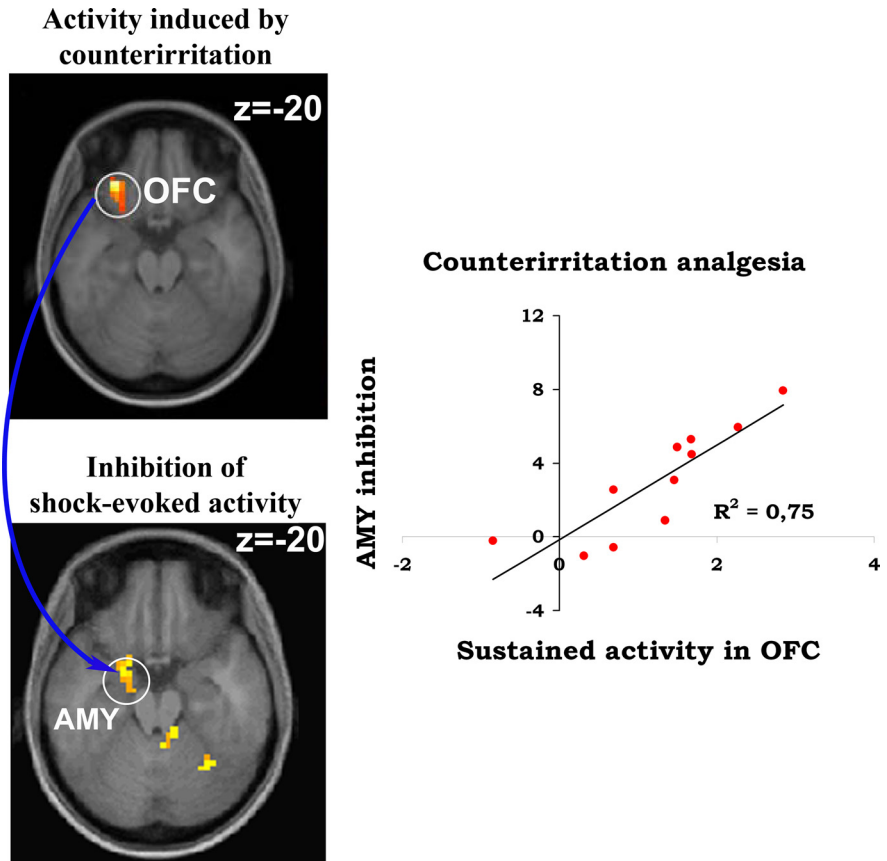 Activity induced by
counterirritation
z=-20
OFC
Inhibition of
shock-evoked activity
z=-20
AMY
Counterirritation analgesia
AMY inhibition
12
8
4
0
-4
-2
0
2
4
R² = 0,75
Sustained activity in OFC